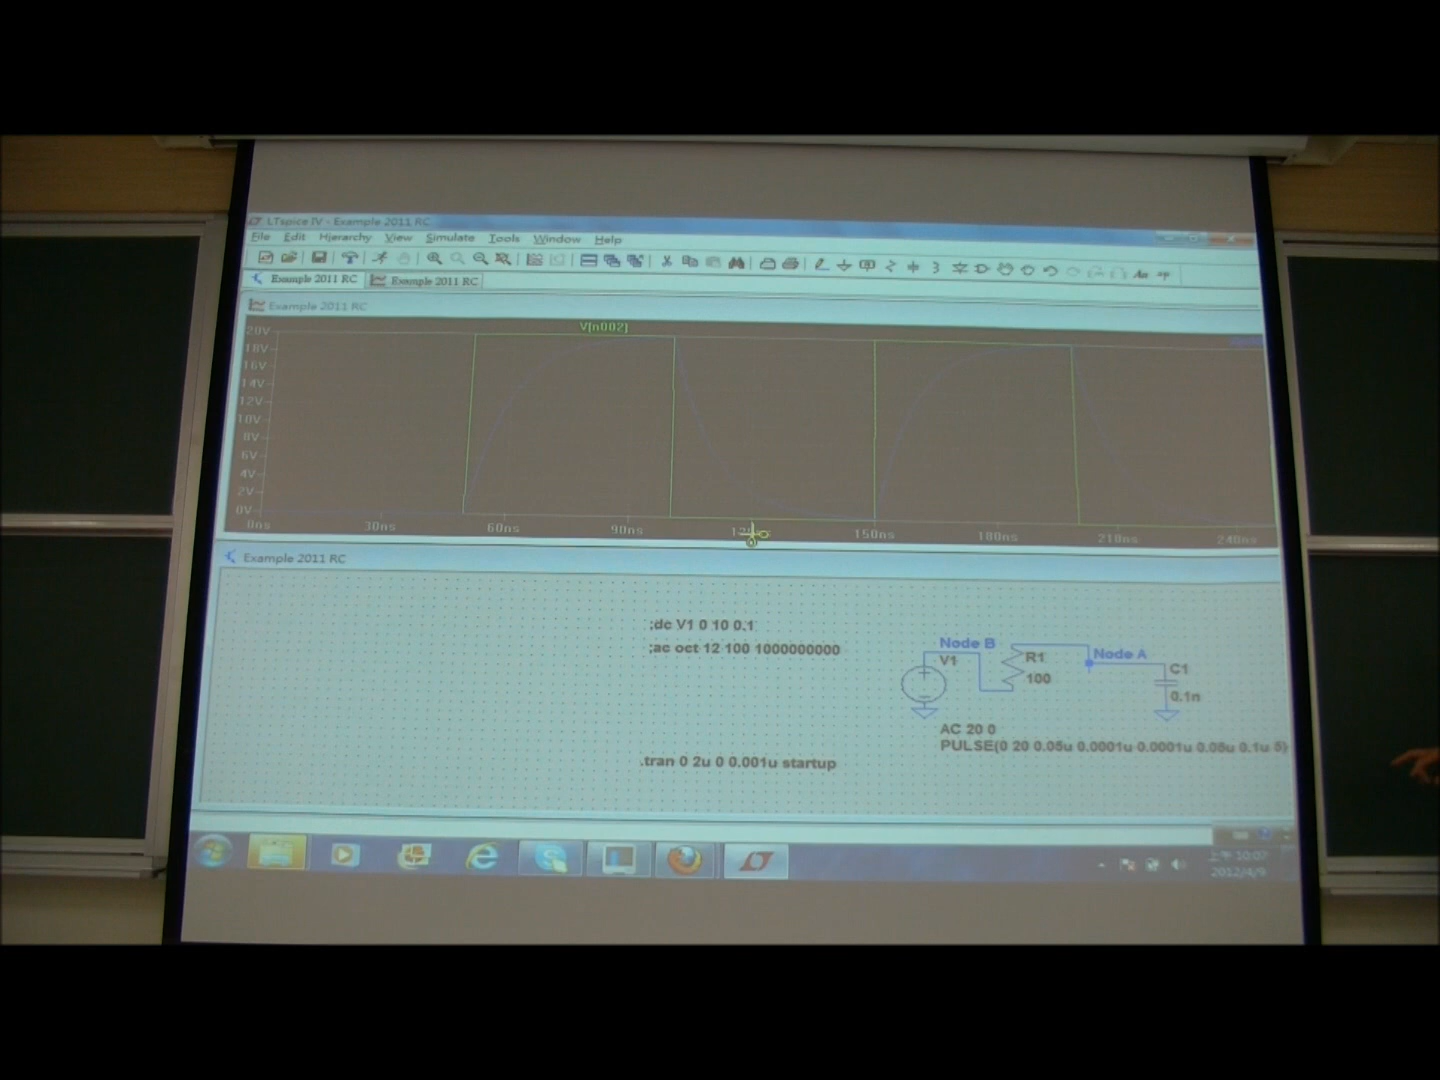 LTspice IV - Example 2011 RC
File Edit Hierarchy View Simulate Tools Window Help
Example 2011 RC Example 2011 RC
Example 2011 RC
V[n002]
20V
18V
16V
14V
12V
10V
8V
6V
4V
2V
0V
0ns 30ns 60ns 90ns 150ns 180ns 210ns 240ns
Example 2011 RC
;dc V1 0 10 0.1
;ac oct 12 100 1000000000
Node B
V1
R1
100
Node A
C1
0.1n
AC 20 0
PULSE(0 20 0.05u 0.0001u 0.0001u 0.05u 0.1u 5)
.tran 0 2u 0 0.001u startup
上午 10:02
2012/4/9